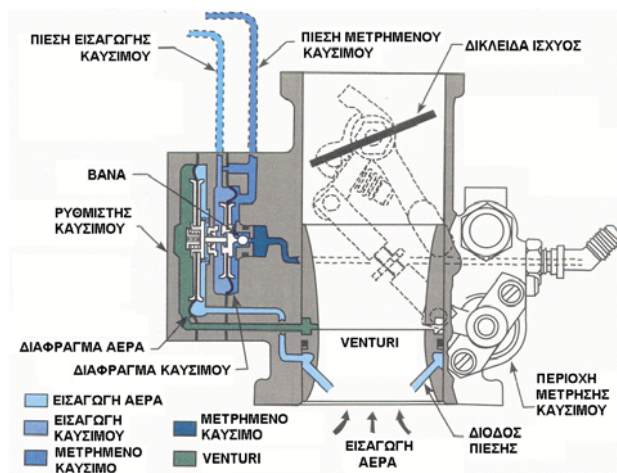 ΠΙΕΣΗ ΕΙΣΑΓΩΓΗΣ
ΚΑΥΣΙΜΟΥ
ΠΙΕΣΗ ΜΕΤΡΗΜΕΝΟΥ
ΚΑΥΣΙΜΟΥ
ΔΙΚΛΕΙΔΑ ΙΣΧΥΟΣ
ΒΑΝΑ
ΡΥΘΜΙΣΤΗΣ
ΚΑΥΣΙΜΟΥ
ΔΙΑΦΡΑΓΜΑ ΑΕΡΑ
ΔΙΑΦΡΑΓΜΑ ΚΑΥΣΙΜΟΥ
VENTURI
ΠΕΡΙΟΧΗ
ΜΕΤΡΗΣΗΣ
ΚΑΥΣΙΜΟΥ
ΔΙΟΔΟΣ
ΠΙΕΣΗΣ
ΕΙΣΑΓΩΓΗ
ΑΕΡΑ
ΕΙΣΑΓΩΓΗ ΑΕΡΑ
ΕΙΣΑΓΩΓΗ
ΚΑΥΣΙΜΟΥ
ΜΕΤΡΗΜΕΝΟ
ΚΑΥΣΙΜΟ
ΜΕΤΡΗΜΕΝΟ
ΚΑΥΣΙΜΟ
VENTURI